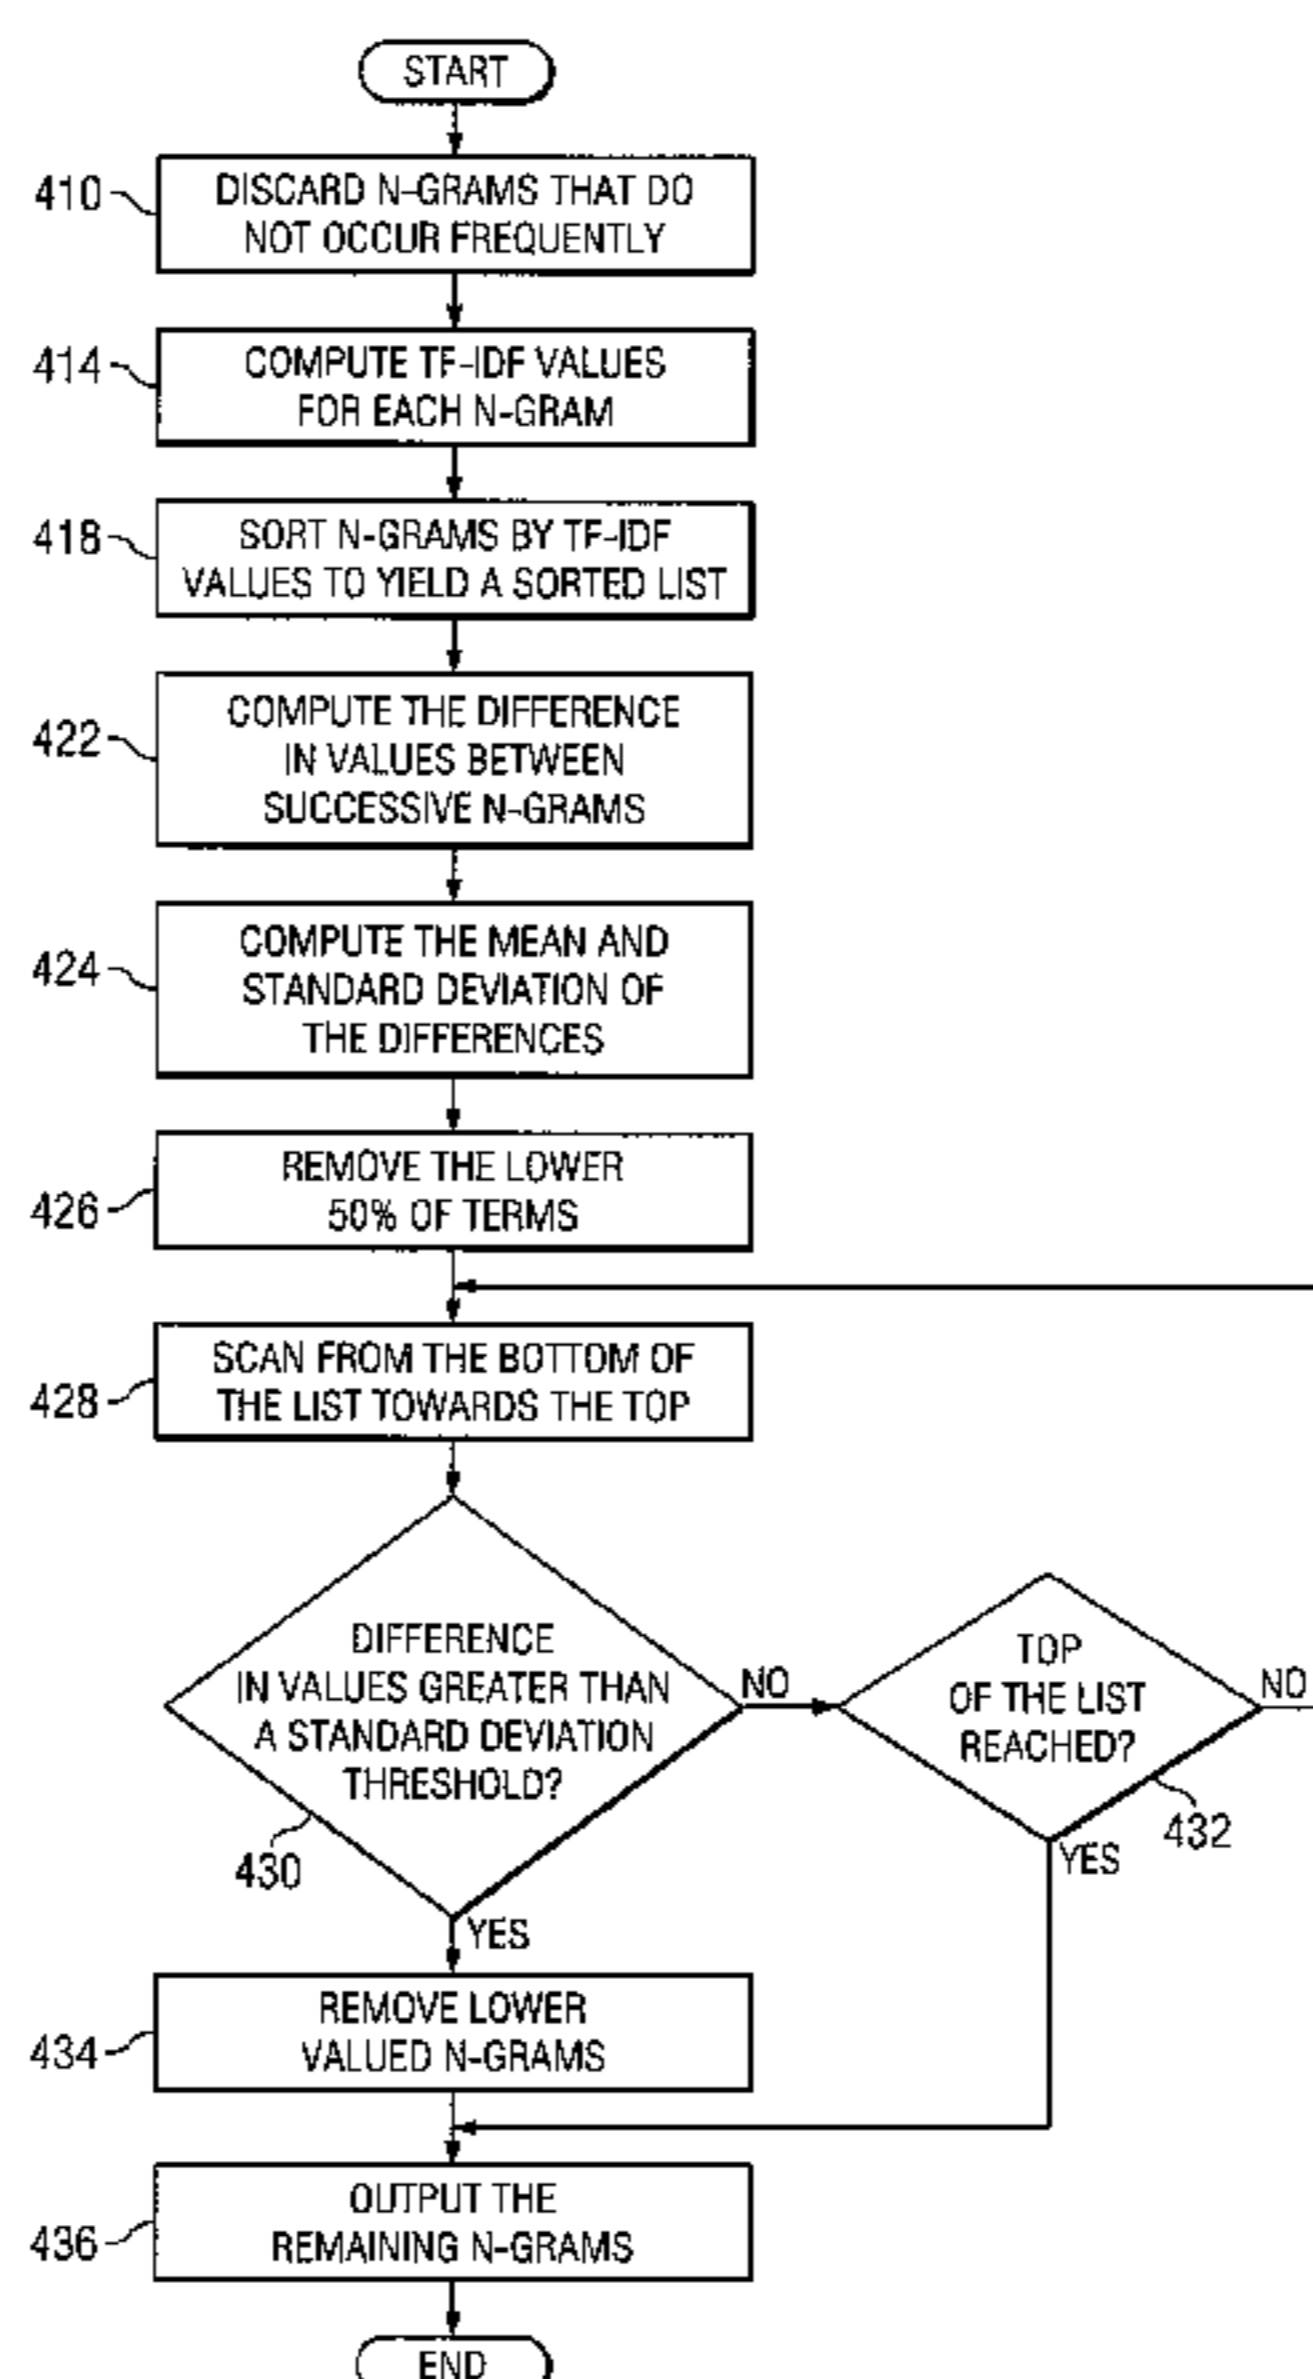 START
410
DISCARD N-GRAMS THAT DO
NOT OCCUR FREQUENTLY
414
COMPUTE TF-IDF VALUES
FOR EACH N-GRAM
418
SORT N-GRAMS BY TF-IDF
VALUES TO YIELD A SORTED LIST
422
COMPUTE THE DIFFERENCE
IN VALUES BETWEEN
SUCCESSIVE N-GRAMS
424
COMPUTE THE MEAN AND
STANDARD DEVIATION OF
THE DIFFERENCES
426
REMOVE THE LOWER
50% OF TERMS
428
SCAN FROM THE BOTTOM OF
THE LIST TOWARDS THE TOP
DIFFERENCE
IN VALUES GREATER THAN
A STANDARD DEVIATION
THRESHOLD?
430
NO
TOP
OF THE LIST
REACHED?
432
NO
YES
YES
434
REMOVE LOWER
VALUED N-GRAMS
436
OUTPUT THE
REMAINING N-GRAMS
END